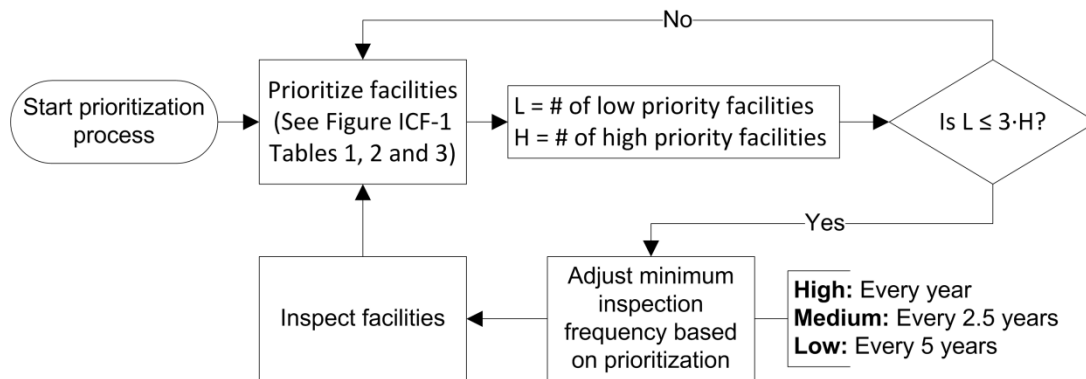 No
Start prioritization
process
Prioritize facilities
(See Figure ICF-1
Tables 1, 2 and 3)
L = # of low priority facilities
H = # of high priority facilities
Is L ≤ 3·H?
Yes
Inspect facilities
Adjust minimum
inspection
frequency based
on prioritization
High: Every year
Medium: Every 2.5 years
Low: Every 5 years